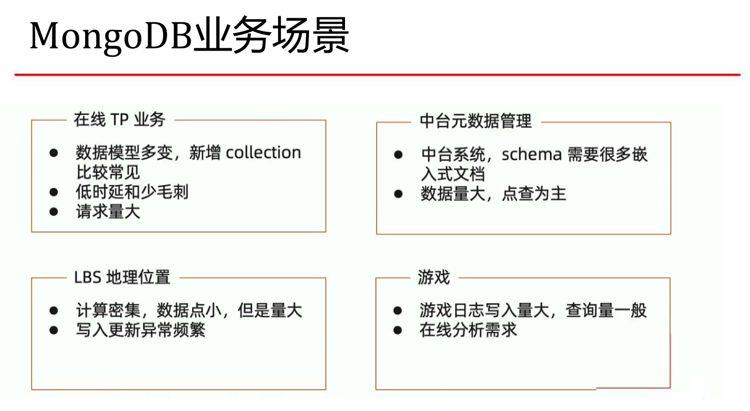 MongoDB业务场景
在线 TP 业务
数据模型多变，新增 collection
比较常见
低时延和少毛刺
请求量大
中台元数据管理
中台系统，schema 需要很多嵌
入式文档
数据量大，点查为主
LBS 地理位置
计算密集，数据点小，但是量大
写入更新异常频繁
游戏
游戏日志写入量大，查询量一般
在线分析需求